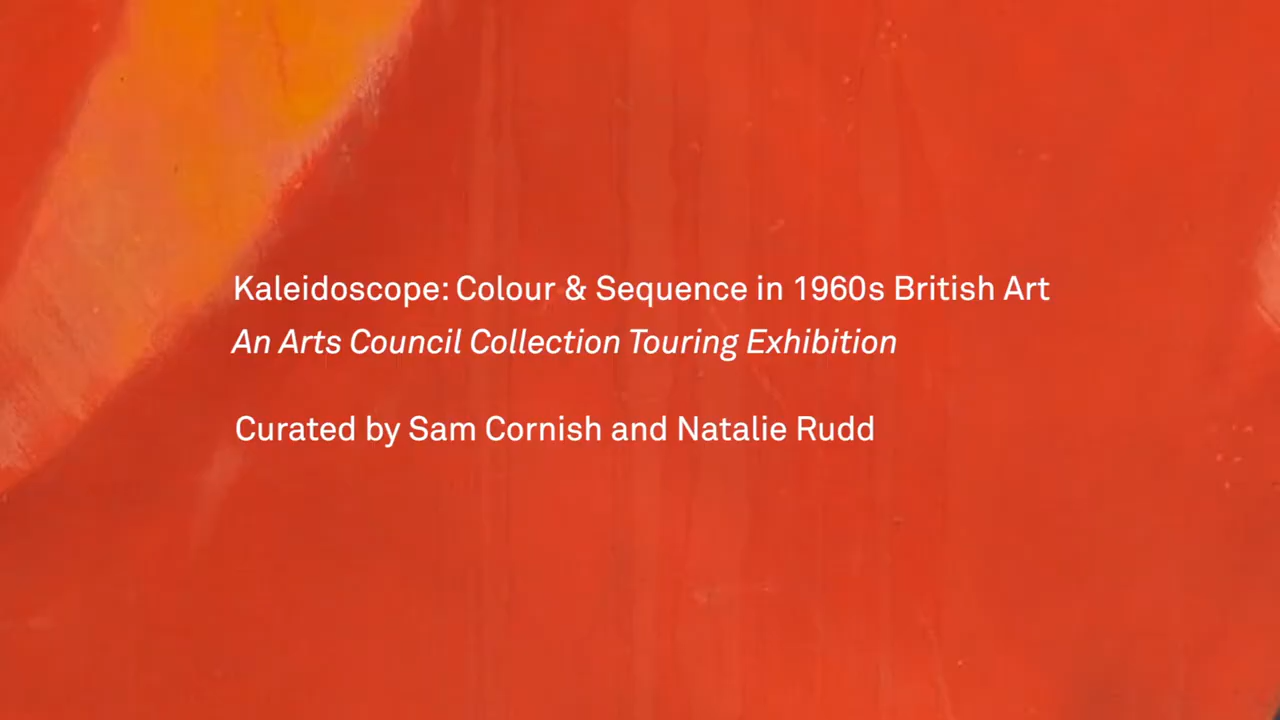 Kaleidoscope: Colour & Sequence in 1960s British Art
An Arts Council Collection Touring Exhibition
Curated by Sam Cornish and Natalie Rudd